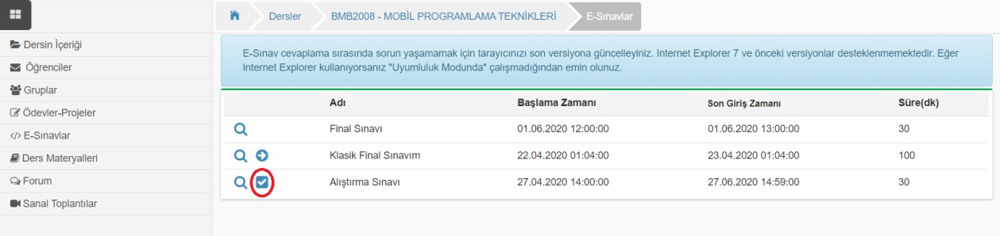 Dersler
BMB2008 - MOBİL PROGRAMLAMA TEKNİKLERİ
E-Sınavlar
Dersin İçeriği
Öğrenciler
Gruplar
Ödevler-Projeler
E-Sınavlar
Ders Materyalleri
Forum
Sanal Toplantılar
E-Sınav cevaplama sırasında sorun yaşamamak için tarayıcınızı son versiyona güncelleyiniz. Internet Explorer 7 ve önceki versiyonlar desteklenmemektedir. Eğer
Internet Explorer kullanıyorsanız "Uyumluluk Modunda" çalışmadığından emin olunuz.
Adı Başlama Zamanı Son Giriş Zamanı Süre(dk)
Final Sınavı 01.06.2020 12:00:00 01.06.2020 13:00:00 30
Klasik Final Sınavım 22.04.2020 01:04:00 23.04.2020 01:04:00 100
Alıştırma Sınavı 27.04.2020 14:00:00 27.06.2020 14:59:00 30